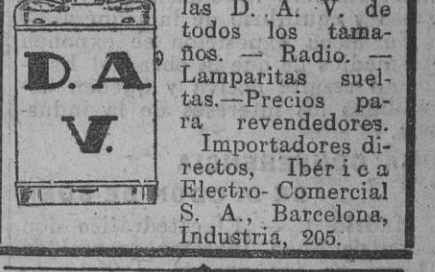 D. A.
V.
las D. A. V. de
todos los tama-
ños. — Radio. —
Lamparitas suel-
tas.—Precios pa-
ra revendedores.
Importadores di-
rectos, Ibérica
Electro-Comercial
S. A., Barcelona,
Industria, 205.